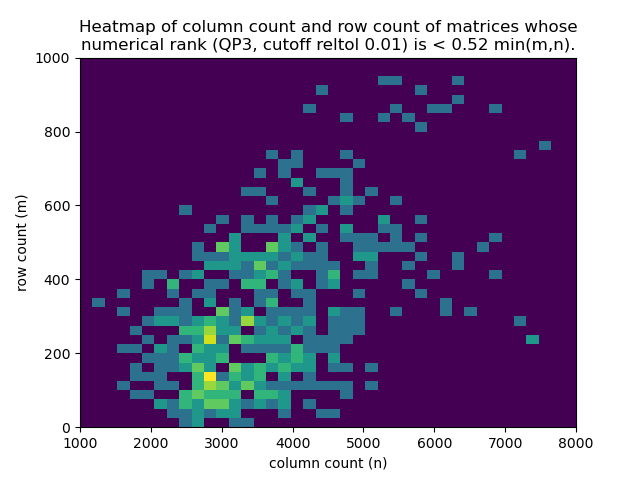 Heatmap of column count and row count of matrices whose
numerical rank (QP3, cutoff reltol 0.01) is < 0.52 min(m,n).
1000
800
600
400
200
0
row count (m)
1000 2000 3000 4000 5000 6000 7000 8000
column count (n)